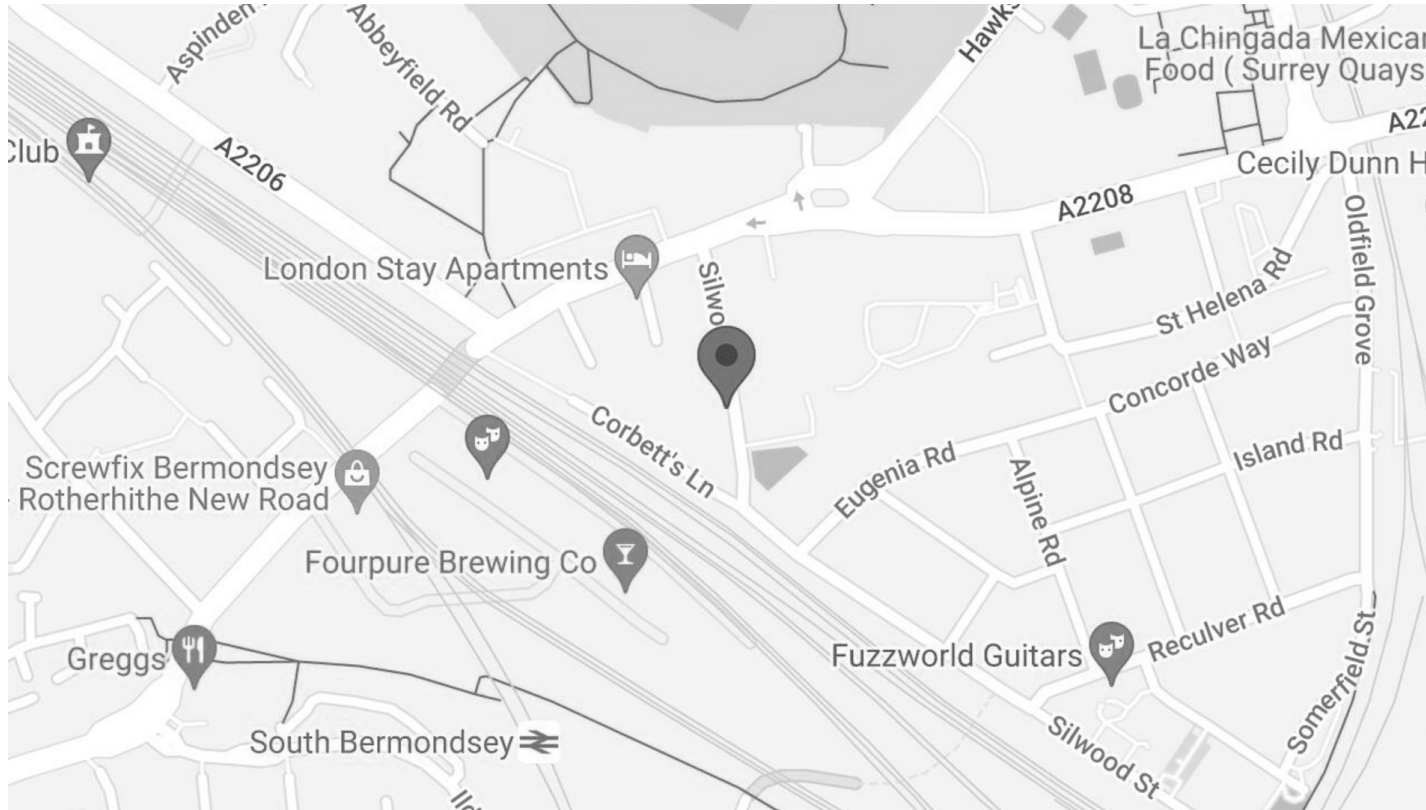 Aspinden
Abbeyfield Rd
Hawks
La Chingada Mexican
Food ( Surrey Quays
Club
A2206
A22
Cecily Dunn H
A2208
Oldfield Grove
London Stay Apartments
Silwo
St Helena Rd
Concorde Way
Corbett's Ln
Eugenia Rd
Island Rd
Alpine Rd
Screwfix Bermondsey
- Rotherhithe New Road
Fourpure Brewing Co
Greggs
Fuzzworld Guitars
Reculver Rd
Somerfield St
South Bermondsey
Silwood St